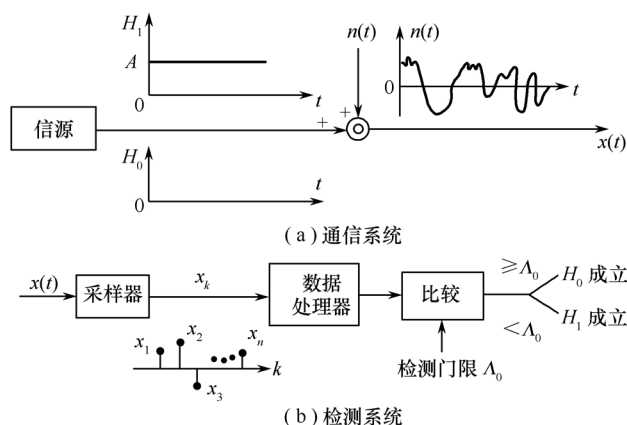 H₁
A
0
t
n(t)
n(t)
0
t
信源
+
+
x(t)
H₀
0
t
(a)通信系统
x(t)
采样器
xₖ
数据
处理器
比较
≥Λ₀
H₀ 成立
<Λ₀
H₁ 成立
x₁
x₂
x₃
xₙ
k
检测门限 Λ₀
(b)检测系统